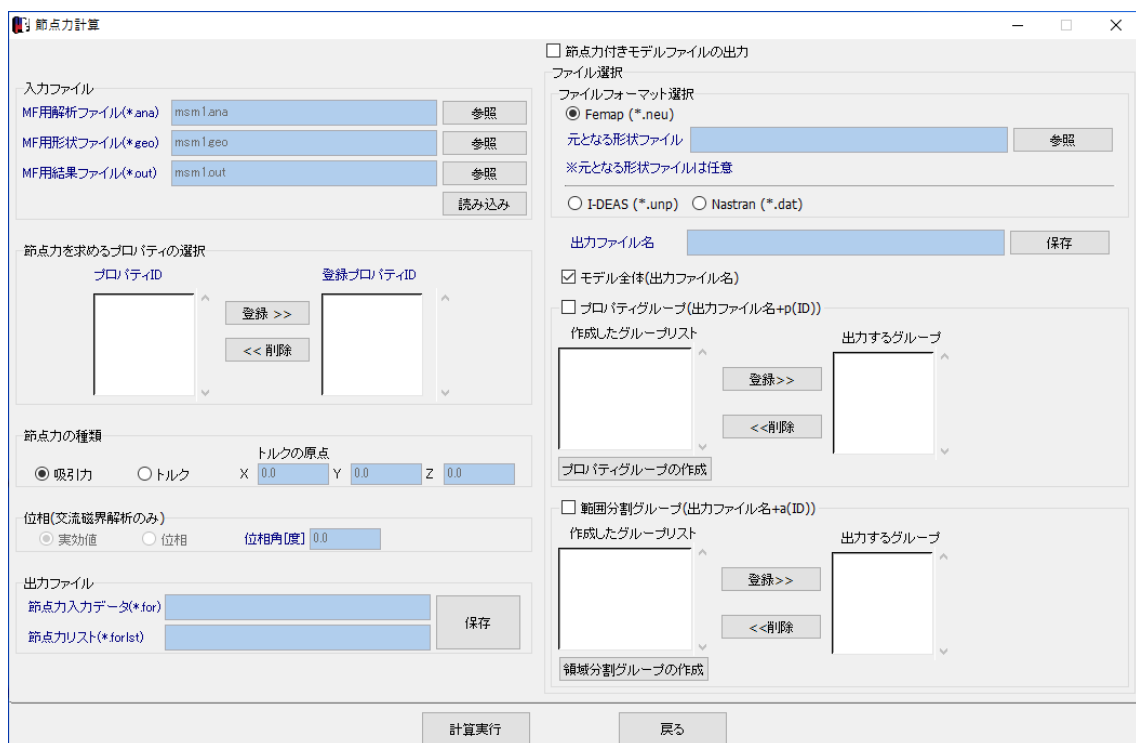 節点力計算
入力ファイル
MF用解析ファイル(*.ana) msm1.ana 参照
MF用形状ファイル(*.geo) msm1.geo 参照
MF用結果ファイル(*.out) msm1.out 参照
読み込み
節点力を求めるプロパティの選択
プロパティID 登録プロパティID
登録 >>
<< 削除
節点力の種類
トルクの原点
吸引力 トルク X 0.0 Y 0.0 Z 0.0
位相(交流磁界解析のみ)
実効値 位相 位相角[度] 0.0
出力ファイル
節点力入力データ(*.for)
節点力リスト(*.forlst)
保存
節点力付きモデルファイルの出力
ファイル選択
ファイルフォーマット選択
Femap (*.neu)
元となる形状ファイル 参照
※元となる形状ファイルは任意
I-DEAS (*.unp) Nastran (*.dat)
出力ファイル名 保存
モデル全体(出力ファイル名)
プロパティグループ(出力ファイル名+p(ID))
作成したグループリスト 出力するグループ
登録>>
<<削除
プロパティグループの作成
範囲分割グループ(出力ファイル名+a(ID))
作成したグループリスト 出力するグループ
登録>>
<<削除
領域分割グループの作成
計算実行 戻る